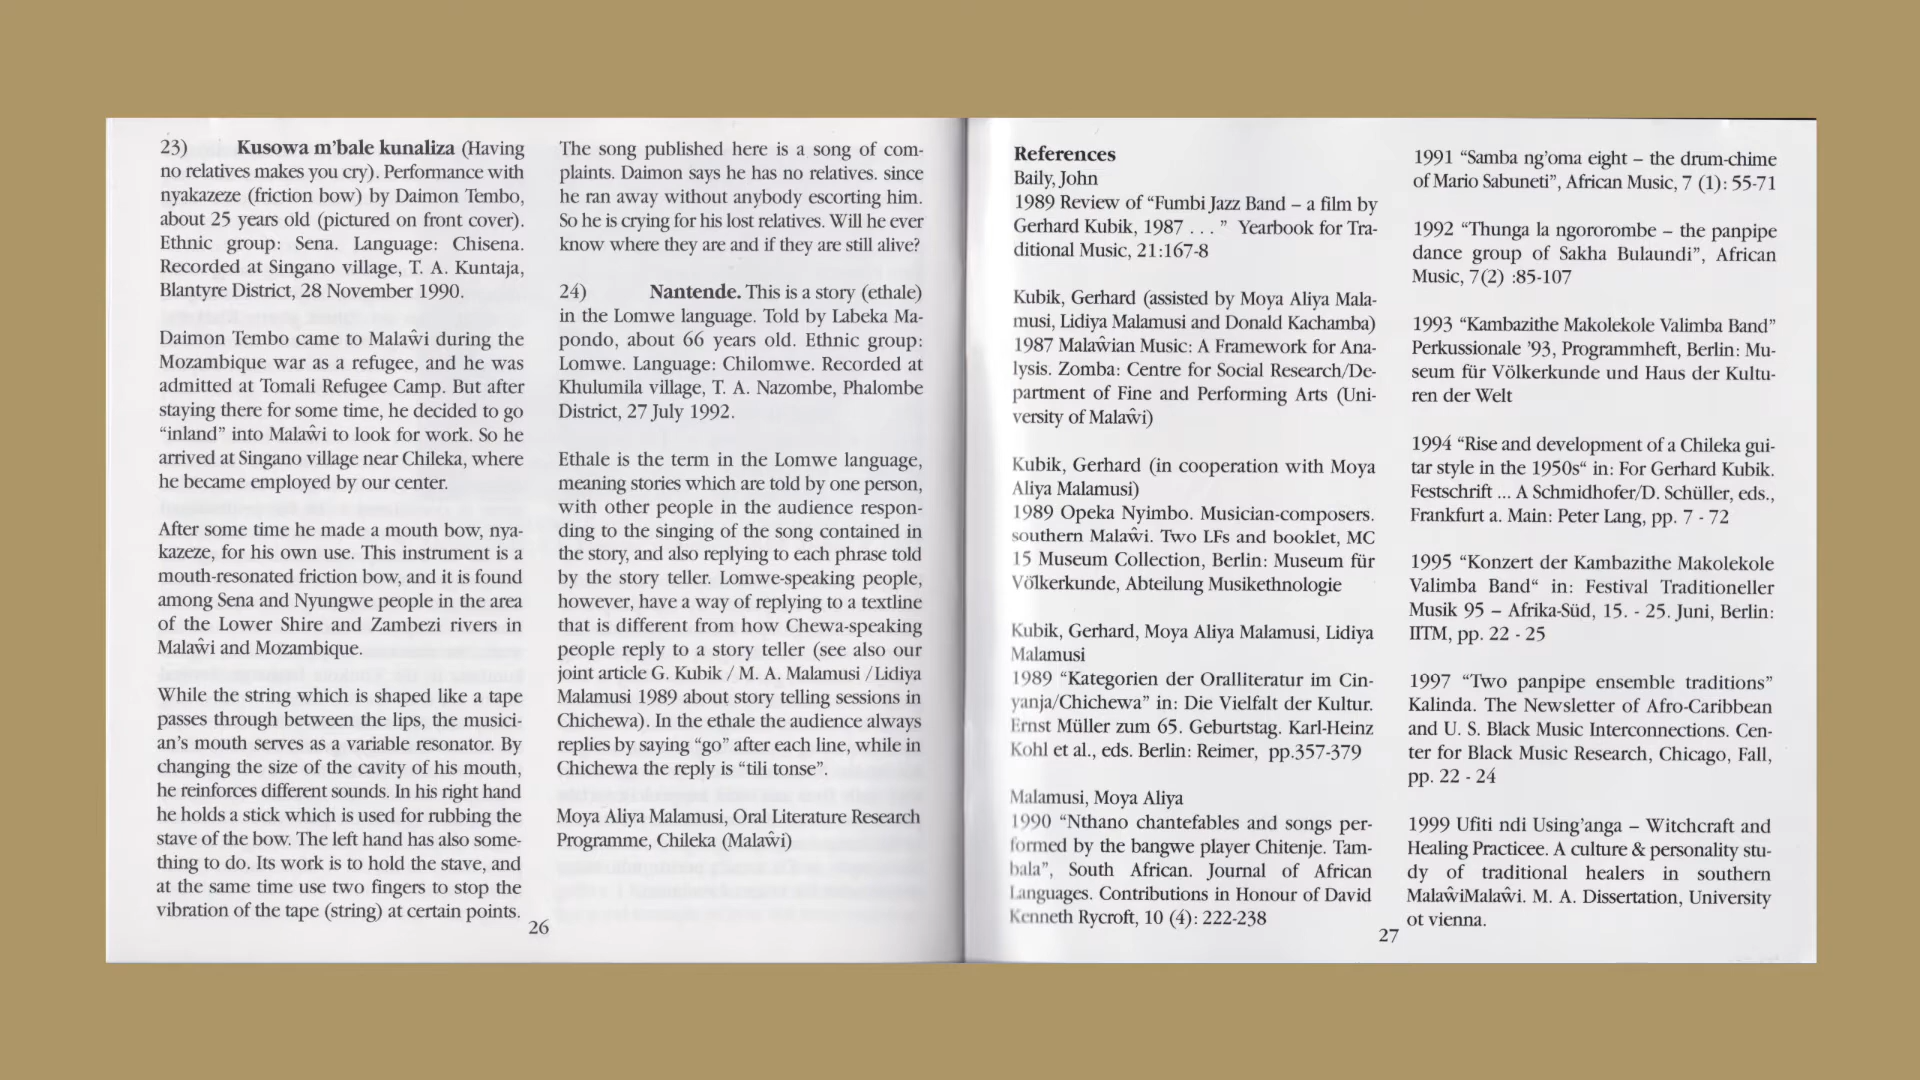 23) Kusowa m'bale kunaliza (Having
no relatives makes you cry). Performance with
nyakazeze (friction bow) by Daimon Tembo,
about 25 years old (pictured on front cover).
Ethnic group: Sena. Language: Chisena.
Recorded at Singano village, T. A. Kuntaja,
Blantyre District, 28 November 1990.
Daimon Tembo came to Malaŵi during the
Mozambique war as a refugee, and he was
admitted at Tomali Refugee Camp. But after
staying there for some time, he decided to go
“inland” into Malaŵi to look for work. So he
arrived at Singano village near Chileka, where
he became employed by our center.
After some time he made a mouth bow, nya-
kazeze, for his own use. This instrument is a
mouth-resonated friction bow, and it is found
among Sena and Nyungwe people in the area
of the Lower Shire and Zambezi rivers in
Malaŵi and Mozambique.
While the string which is shaped like a tape
passes through between the lips, the musici-
an's mouth serves as a variable resonator. By
changing the size of the cavity of his mouth,
he reinforces different sounds. In his right hand
he holds a stick which is used for rubbing the
stave of the bow. The left hand has also some-
thing to do. Its work is to hold the stave, and
at the same time use two fingers to stop the
vibration of the tape (string) at certain points.
The song published here is a song of com-
plaints. Daimon says he has no relatives. since
he ran away without anybody escorting him.
So he is crying for his lost relatives. Will he ever
know where they are and if they are still alive?
24) Nantende. This is a story (ethale)
in the Lomwe language. Told by Labeka Ma-
pondo, about 66 years old. Ethnic group:
Lomwe. Language: Chilomwe. Recorded at
Khulumila village, T. A. Nazombe, Phalombe
District, 27 July 1992.
Ethale is the term in the Lomwe language,
meaning stories which are told by one person,
with other people in the audience respon-
ding to the singing of the song contained in
the story, and also replying to each phrase told
by the story teller. Lomwe-speaking people,
however, have a way of replying to a textline
that is different from how Chewa-speaking
people reply to a story teller (see also our
joint article G. Kubik / M. A. Malamusi / Lidiya
Malamusi 1989 about story telling sessions in
Chichewa). In the ethale the audience always
replies by saying “go” after each line, while in
Chichewa the reply is “tili tonse”.
Moya Aliya Malamusi, Oral Literature Research
Programme, Chileka (Malaŵi)
26
References
Baily, John
1989 Review of “Fumbi Jazz Band – a film by
Gerhard Kubik, 1987 . . . ” Yearbook for Tra-
ditional Music, 21:167-8
Kubik, Gerhard (assisted by Moya Aliya Mala-
musi, Lidiya Malamusi and Donald Kachamba)
1987 Malaŵian Music: A Framework for Ana-
lysis. Zomba: Centre for Social Research/De-
partment of Fine and Performing Arts (Uni-
versity of Malaŵi)
Kubik, Gerhard (in cooperation with Moya
Aliya Malamusi)
1989 Opeka Nyimbo. Musician-composers.
southern Malaŵi. Two LFs and booklet, MC
15 Museum Collection, Berlin: Museum für
Völkerkunde, Abteilung Musikethnologie
Kubik, Gerhard, Moya Aliya Malamusi, Lidiya
Malamusi
1989 “Kategorien der Oralliteratur im Cin-
yanja/Chichewa” in: Die Vielfalt der Kultur.
Ernst Müller zum 65. Geburtstag. Karl-Heinz
Kohl et al., eds. Berlin: Reimer, pp.357-379
Malamusi, Moya Aliya
1990 “Nthano chantefables and songs per-
formed by the bangwe player Chitenje. Tam-
bala”, South African. Journal of African
Languages. Contributions in Honour of David
Kenneth Rycroft, 10 (4): 222-238
1991 “Samba ng'oma eight – the drum-chime
of Mario Sabuneti”, African Music, 7 (1): 55-71
1992 “Thunga la ngororombe – the panpipe
dance group of Sakha Bulaundi”, African
Music, 7(2) :85-107
1993 “Kambazithe Makolekole Valimba Band”
Perkussionale '93, Programmheft, Berlin: Mu-
seum für Völkerkunde und Haus der Kultu-
ren der Welt
1994 “Rise and development of a Chileka gui-
tar style in the 1950s“ in: For Gerhard Kubik.
Festschrift ... A Schmidhofer/D. Schüller, eds.,
Frankfurt a. Main: Peter Lang, pp. 7 - 72
1995 “Konzert der Kambazithe Makolekole
Valimba Band“ in: Festival Traditioneller
Musik 95 – Afrika-Süd, 15. - 25. Juni, Berlin:
IITM, pp. 22 - 25
1997 “Two panpipe ensemble traditions”
Kalinda. The Newsletter of Afro-Caribbean
and U. S. Black Music Interconnections. Cen-
ter for Black Music Research, Chicago, Fall,
pp. 22 - 24
1999 Ufiti ndi Using'anga – Witchcraft and
Healing Practicee. A culture & personality stu-
dy of traditional healers in southern
MalaŵiMalaŵi. M. A. Dissertation, University
ot vienna.
27